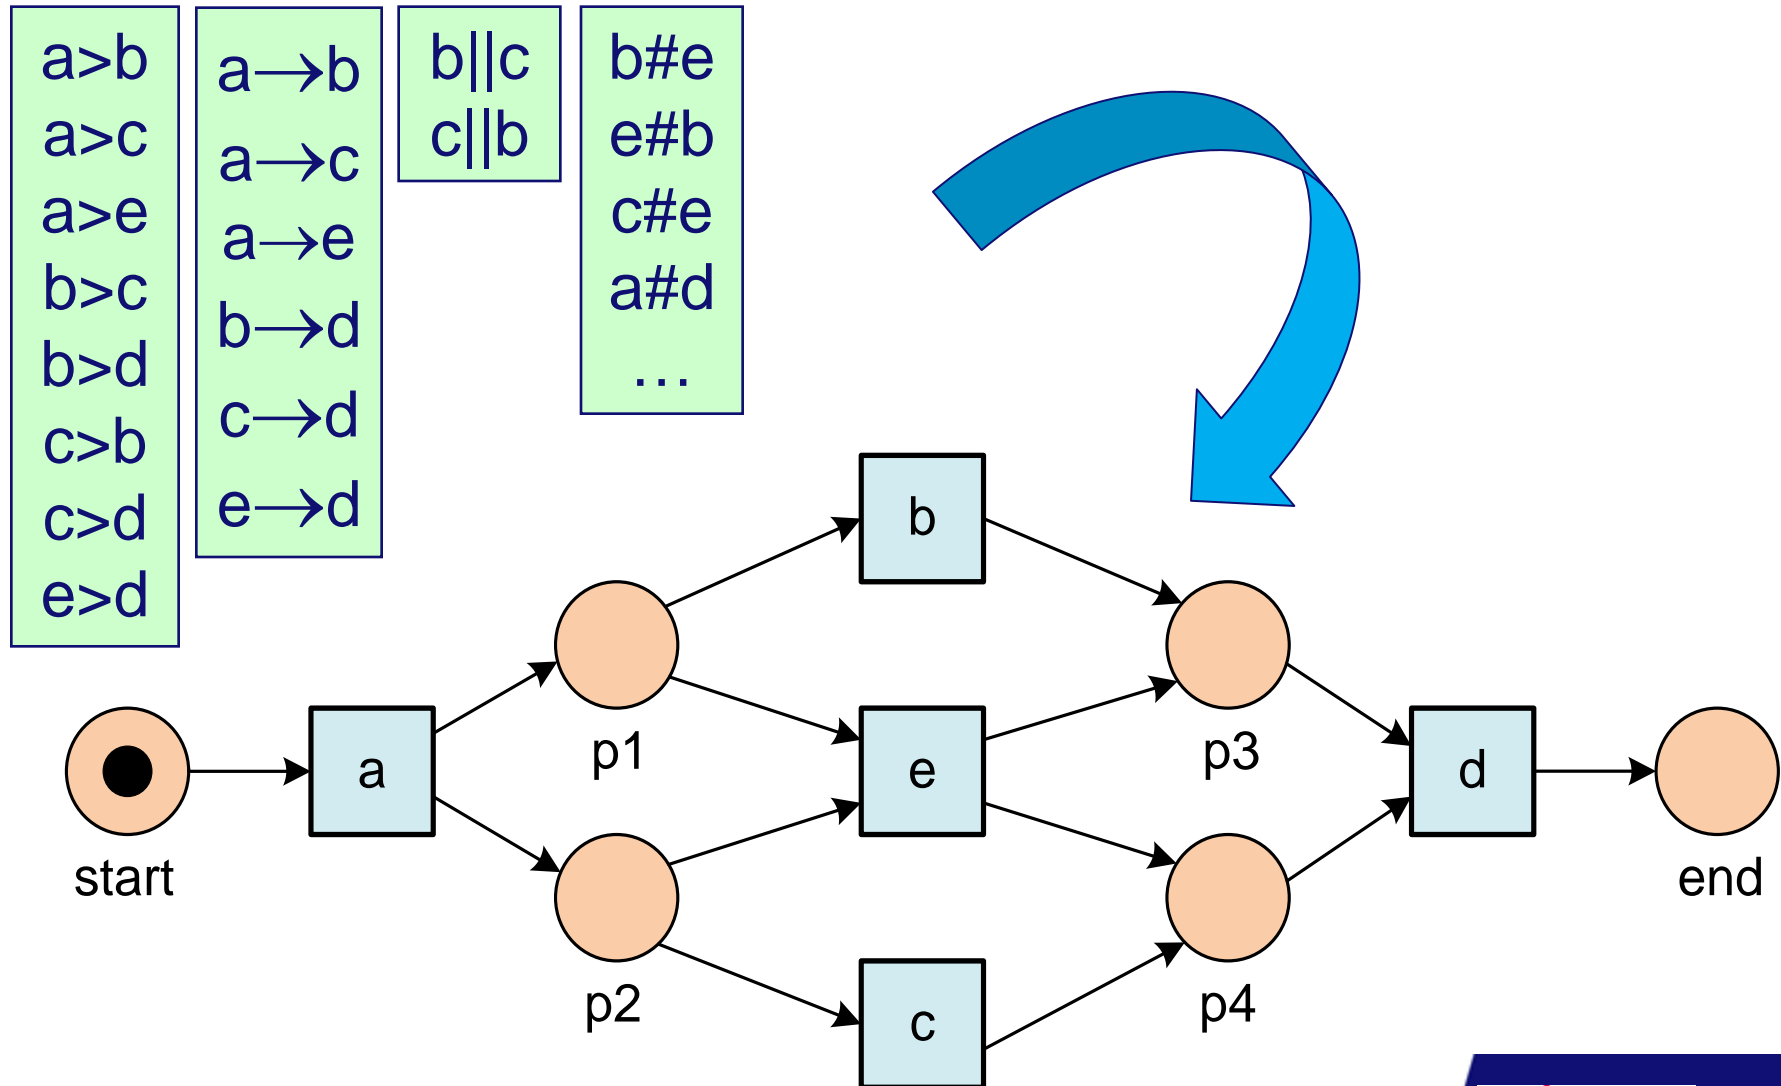 a>b
a>c
a>e
b>c
b>d
c>b
c>d
e>d
a→b
a→c
a→e
b→d
c→d
e→d
b||c
c||b
b#e
e#b
c#e
a#d
…
b
p1
p3
a
e
d
start
end
p2
p4
c